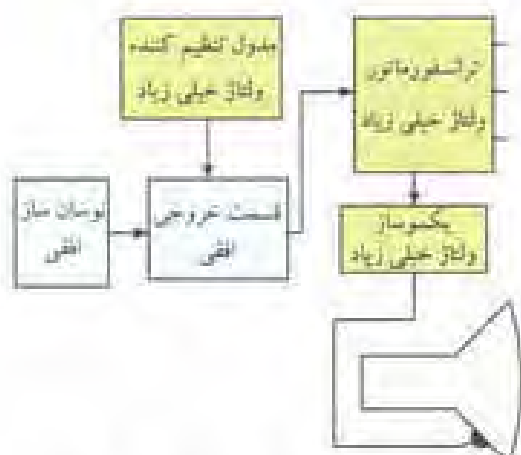 مدول تنظیم کننده
ولتاژ خیلی زیاد
ترانسفورماتور
ولتاژ خیلی زیاد
نوسان ساز
افقی
قسمت خروجی
افقی
یکسوساز
ولتاژ خیلی زیاد